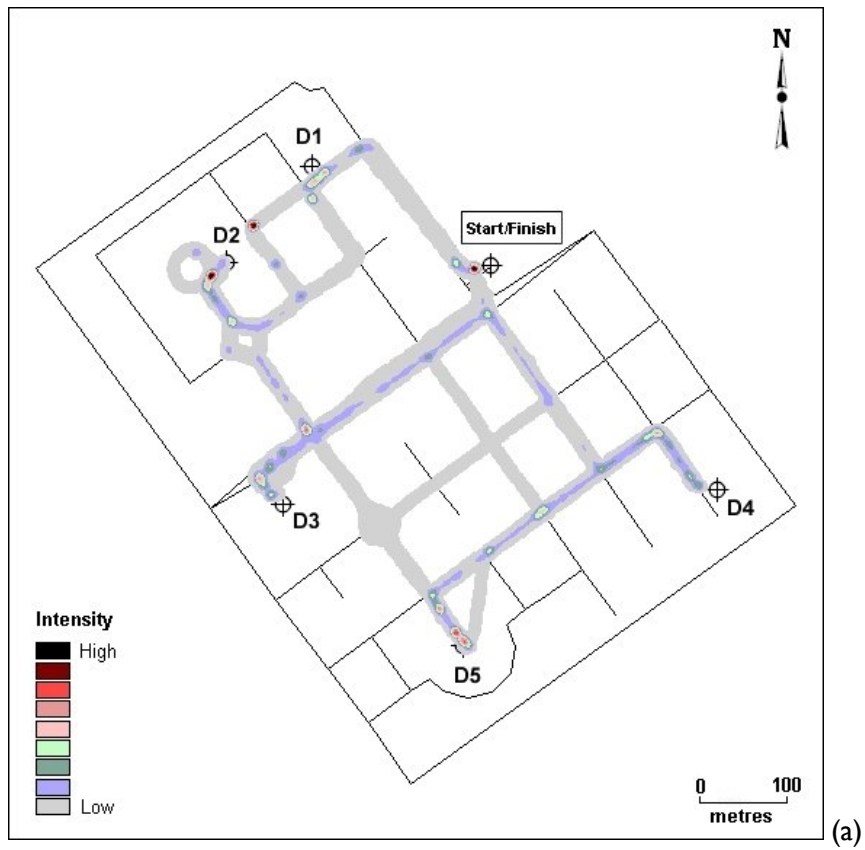 N
D1
D2
Start/Finish
D3
D4
D5
Intensity
High
Low
0 100
metres
(a)